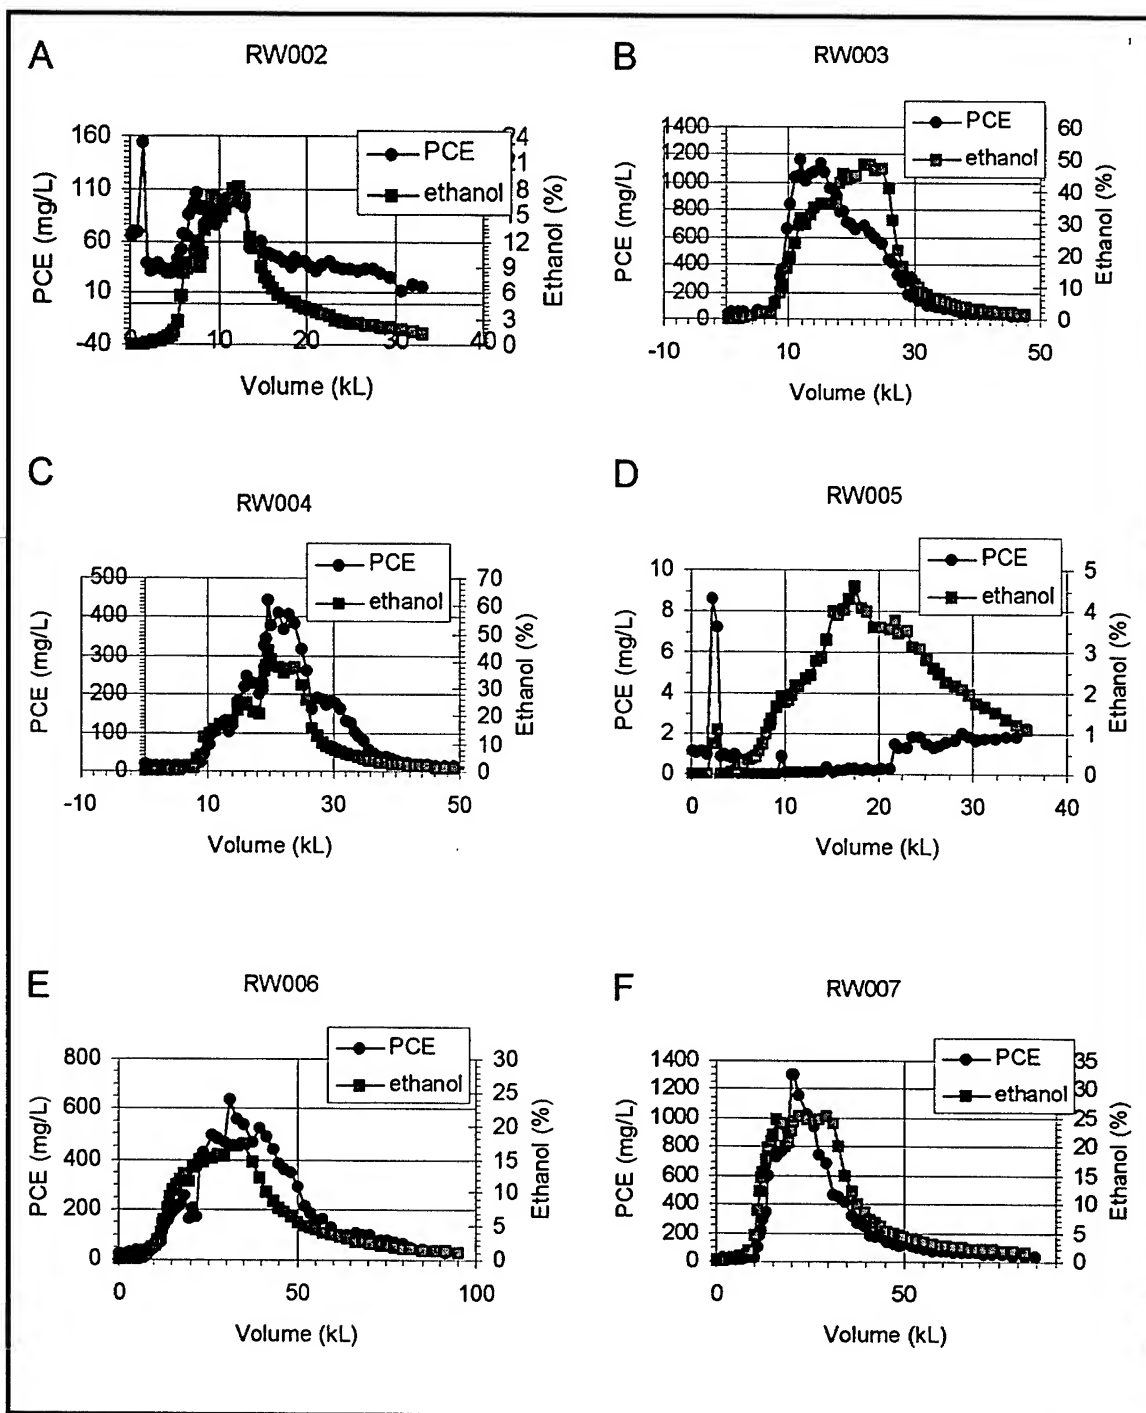 A
RW002
160
110
60
10
-40
PCE (mg/L)
0
10
20
30
40
Volume (kL)
24
21
18
15
12
9
6
3
0
Ethanol (%)
PCE
ethanol
B
RW003
1400
1200
1000
800
600
400
200
0
PCE (mg/L)
-10
10
30
50
Volume (kL)
60
50
40
30
20
10
0
Ethanol (%)
PCE
ethanol
C
RW004
500
400
300
200
100
0
PCE (mg/L)
-10
10
30
50
Volume (kL)
70
60
50
40
30
20
10
0
Ethanol (%)
PCE
ethanol
D
RW005
10
8
6
4
2
0
PCE (mg/L)
0
10
20
30
40
Volume (kL)
5
4
3
2
1
0
Ethanol (%)
PCE
ethanol
E
RW006
800
600
400
200
0
PCE (mg/L)
0
50
100
Volume (kL)
30
25
20
15
10
5
0
Ethanol (%)
PCE
ethanol
F
RW007
1400
1200
1000
800
600
400
200
0
PCE (mg/L)
0
50
Volume (kL)
35
30
25
20
15
10
5
0
Ethanol (%)
PCE
ethanol